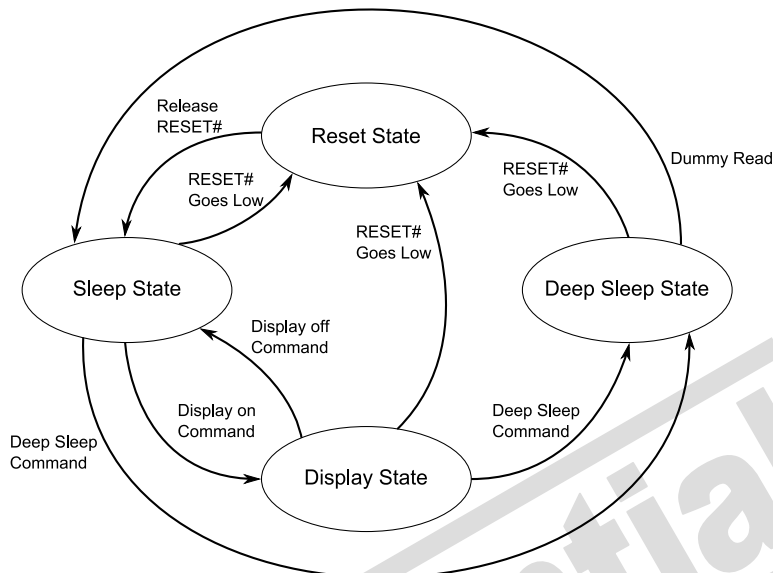 Release
RESET#
Reset State
Dummy Read
RESET#
Goes Low
RESET#
Goes Low
RESET#
Goes Low
Sleep State
Deep Sleep State
Display off
Command
Display on
Command
Deep Sleep
Command
Deep Sleep
Command
Display State